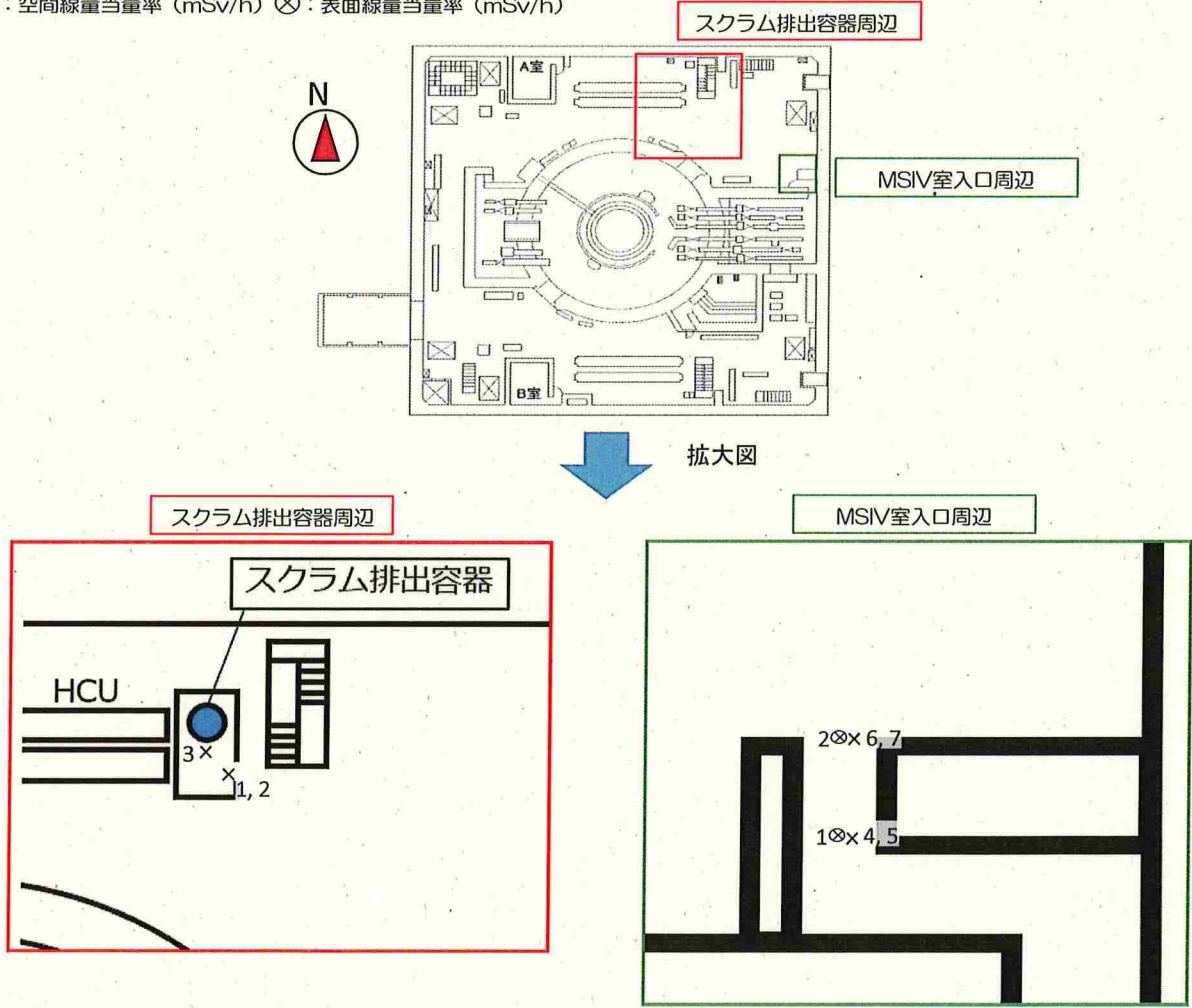 ：空間線量当量率（mSv/h）⊗：表面線量当量率（mSv/h）
スクラム排出容器周辺
A室
N
MSIV室入口周辺
B室
拡大図
スクラム排出容器周辺
MSIV室入口周辺
スクラム排出容器
HCU
3×
×
1, 2
2⊗× 6, 7
1⊗× 4, 5